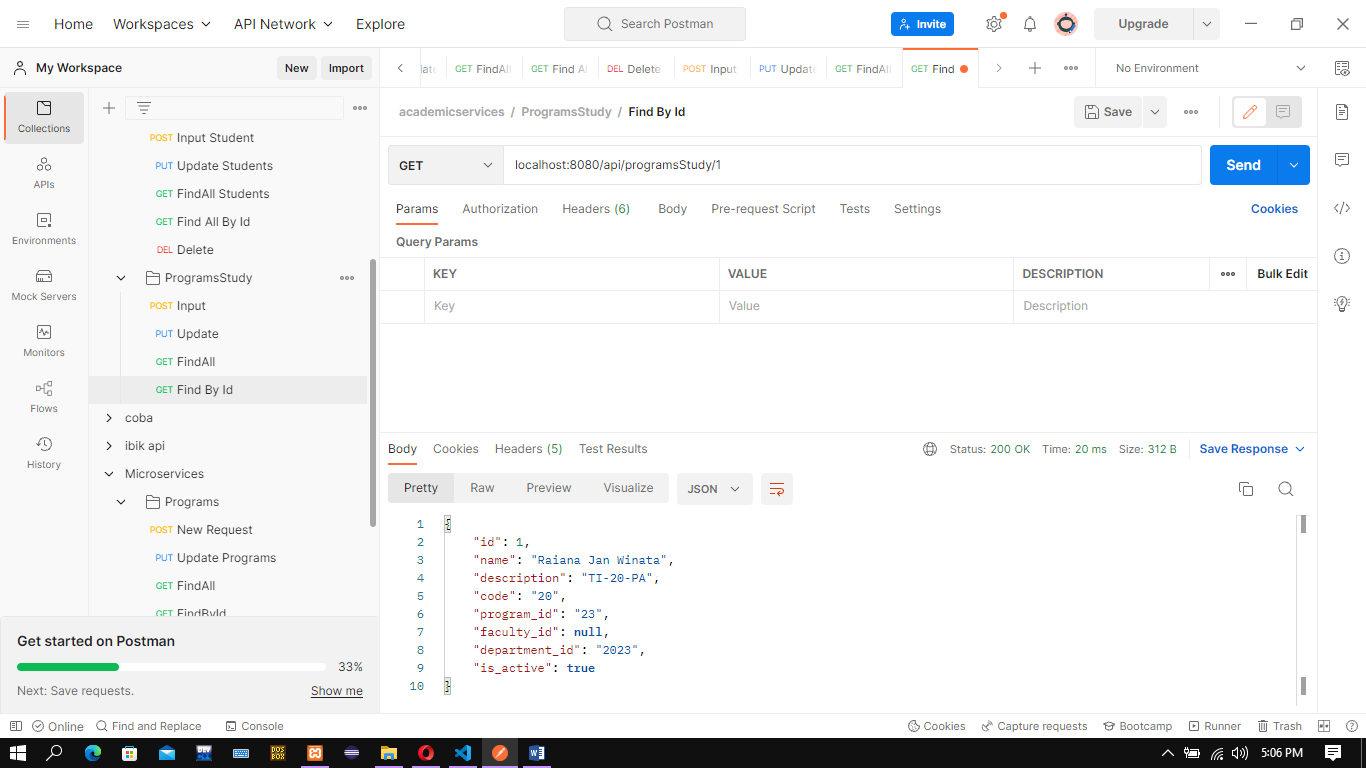 Home Workspaces API Network Explore Search Postman Invite Upgrade
My Workspace New Import
GET FindAll GET Find Al DEL Delete POST Input PUT Update GET FindAll GET Find No Environment
Collections
APIs
Environments
Mock Servers
Monitors
Flows
History
POST Input Student
PUT Update Students
GET FindAll Students
GET Find All By Id
DEL Delete
ProgramsStudy
POST Input
PUT Update
GET FindAll
GET Find By Id
coba
ibik api
Microservices
Programs
POST New Request
PUT Update Programs
GET FindAll
GET FindById
Get started on Postman
33%
Next: Save requests. Show me
academicservices / ProgramsStudy / Find By Id Save
GET localhost:8080/api/programsStudy/1 Send
Params Authorization Headers (6) Body Pre-request Script Tests Settings Cookies
Query Params
KEY VALUE DESCRIPTION Bulk Edit
Key Value Description
Body Cookies Headers (5) Test Results Status: 200 OK Time: 20 ms Size: 312 B Save Response
Pretty Raw Preview Visualize JSON
1 {
2 "id": 1,
3 "name": "Raiana Jan Winata",
4 "description": "TI-20-PA",
5 "code": "20",
6 "program_id": "23",
7 "faculty_id": null,
8 "department_id": "2023",
9 "is_active": true
10 }
Online Find and Replace Console Cookies Capture requests Bootcamp Runner Trash
5:06 PM